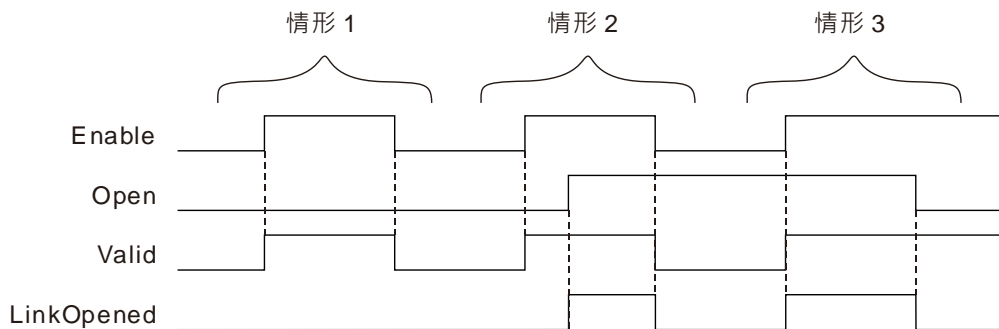 情形 1
情形 2
情形 3
Enable
Open
Valid
LinkOpened